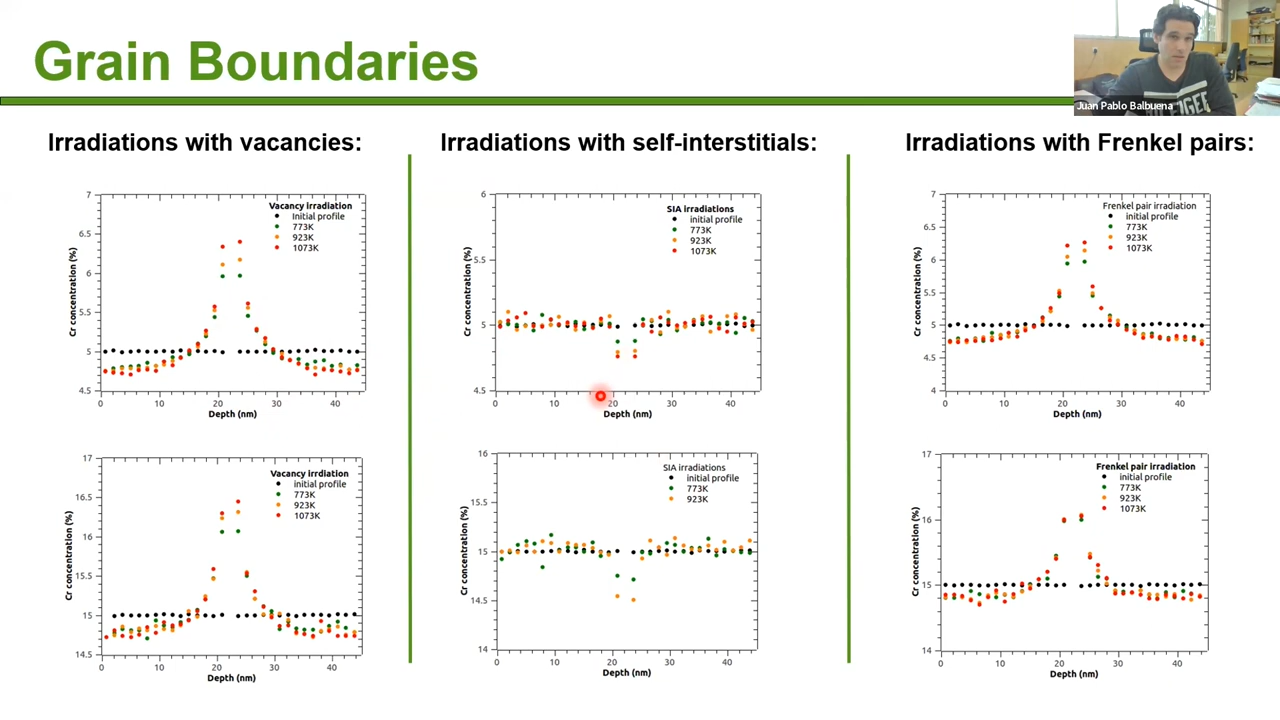 Grain Boundaries
Juan Pablo Balbuena
Irradiations with vacancies:
Irradiations with self-interstitials:
Irradiations with Frenkel pairs:
7
6.5
6
5.5
5
4.5
0
10
20
30
40
Cr concentration (%)
Depth (nm)
Vacancy irradiation
Initial profile
773K
923K
1073K
6
5.5
5
4.5
0
10
20
30
40
Cr concentration (%)
Depth (nm)
SIA irradiations
initial profile
773K
923K
1073K
7
6.5
6
5.5
5
4.5
4
0
10
20
30
40
Cr concentration (%)
Depth (nm)
Frenkel pair irradiation
initial profile
773K
923K
1073K
17
16.5
16
15.5
15
14.5
0
10
20
30
40
Cr concentration (%)
Depth (nm)
Vacancy irrdiation
initial profile
773K
923K
1073K
16
15.5
15
14.5
14
0
10
20
30
40
Cr concentration (%)
Depth (nm)
SIA irradiations
initial profile
773K
923K
17
16
15
14
0
10
20
30
40
Cr concentration (%)
Depth (nm)
Frenkel pair irradiation
initial profile
773K
923K
1073K